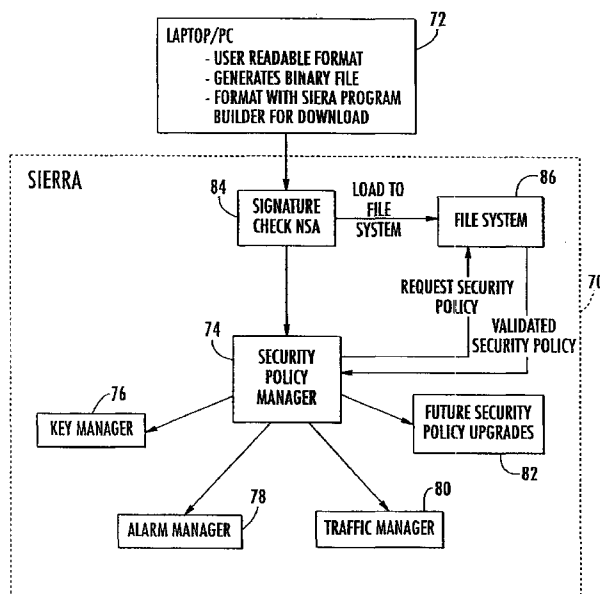 72
LAPTOP/PC
- USER READABLE FORMAT
- GENERATES BINARY FILE
- FORMAT WITH SIERA PROGRAM
BUILDER FOR DOWNLOAD
SIERRA
84
SIGNATURE
CHECK NSA
LOAD TO
FILE
SYSTEM
86
FILE SYSTEM
70
REQUEST SECURITY
POLICY
VALIDATED
SECURITY POLICY
74
SECURITY
POLICY
MANAGER
76
KEY MANAGER
FUTURE SECURITY
POLICY UPGRADES
82
78
ALARM MANAGER
80
TRAFFIC MANAGER